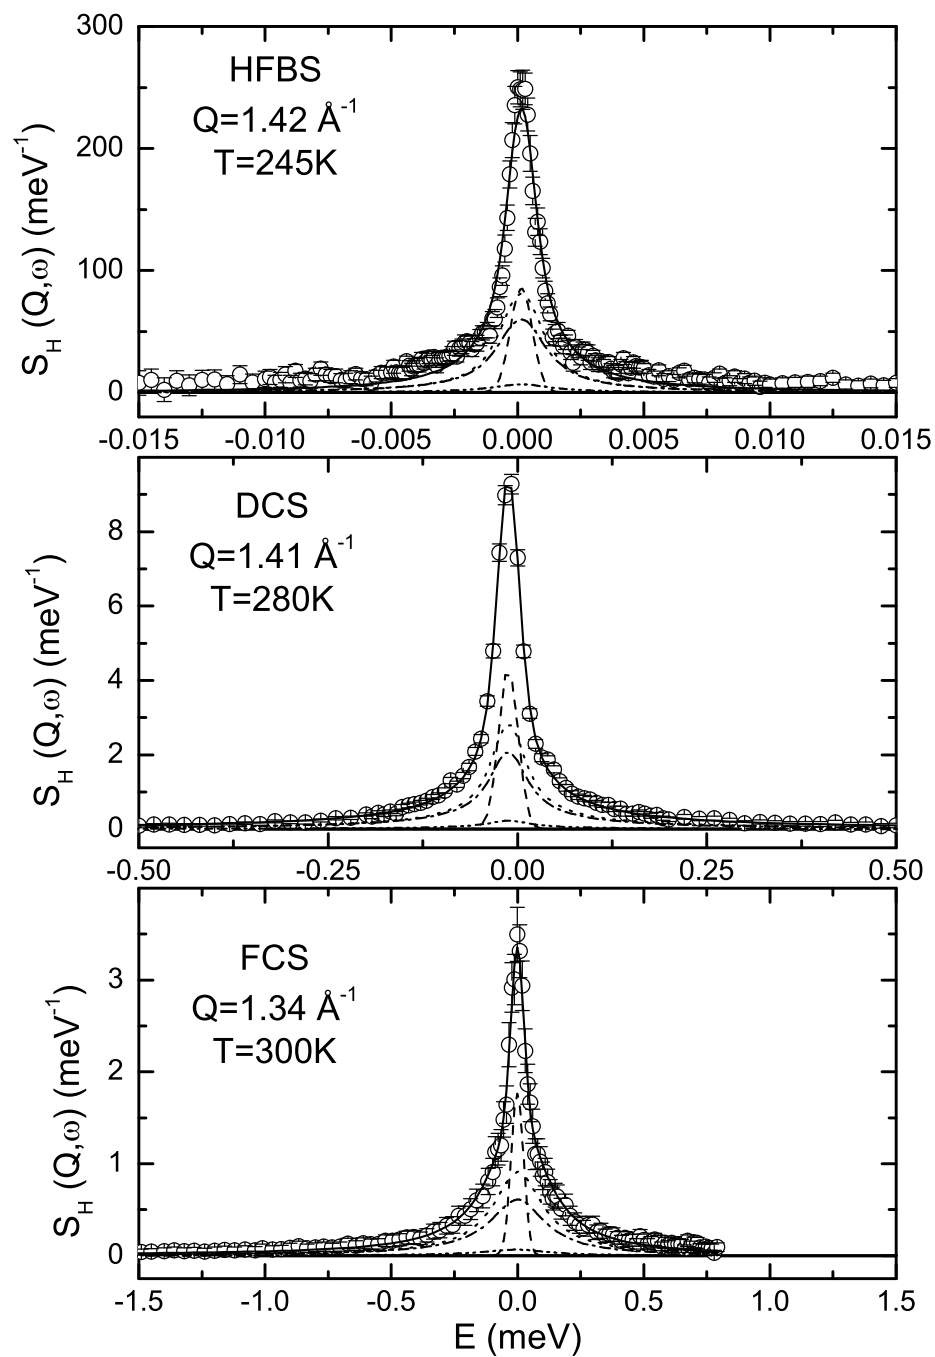 300
HFBS
Q=1.42 Å⁻¹
T=245K
200
100
0
S_H (Q,ω) (meV⁻¹)
-0.015 -0.010 -0.005 0.000 0.005 0.010 0.015
DCS
Q=1.41 Å⁻¹
T=280K
8
6
4
2
0
S_H (Q,ω) (meV⁻¹)
-0.50 -0.25 0.00 0.25 0.50
FCS
Q=1.34 Å⁻¹
T=300K
3
2
1
0
S_H (Q,ω) (meV⁻¹)
-1.5 -1.0 -0.5 0.0 0.5 1.0 1.5
E (meV)